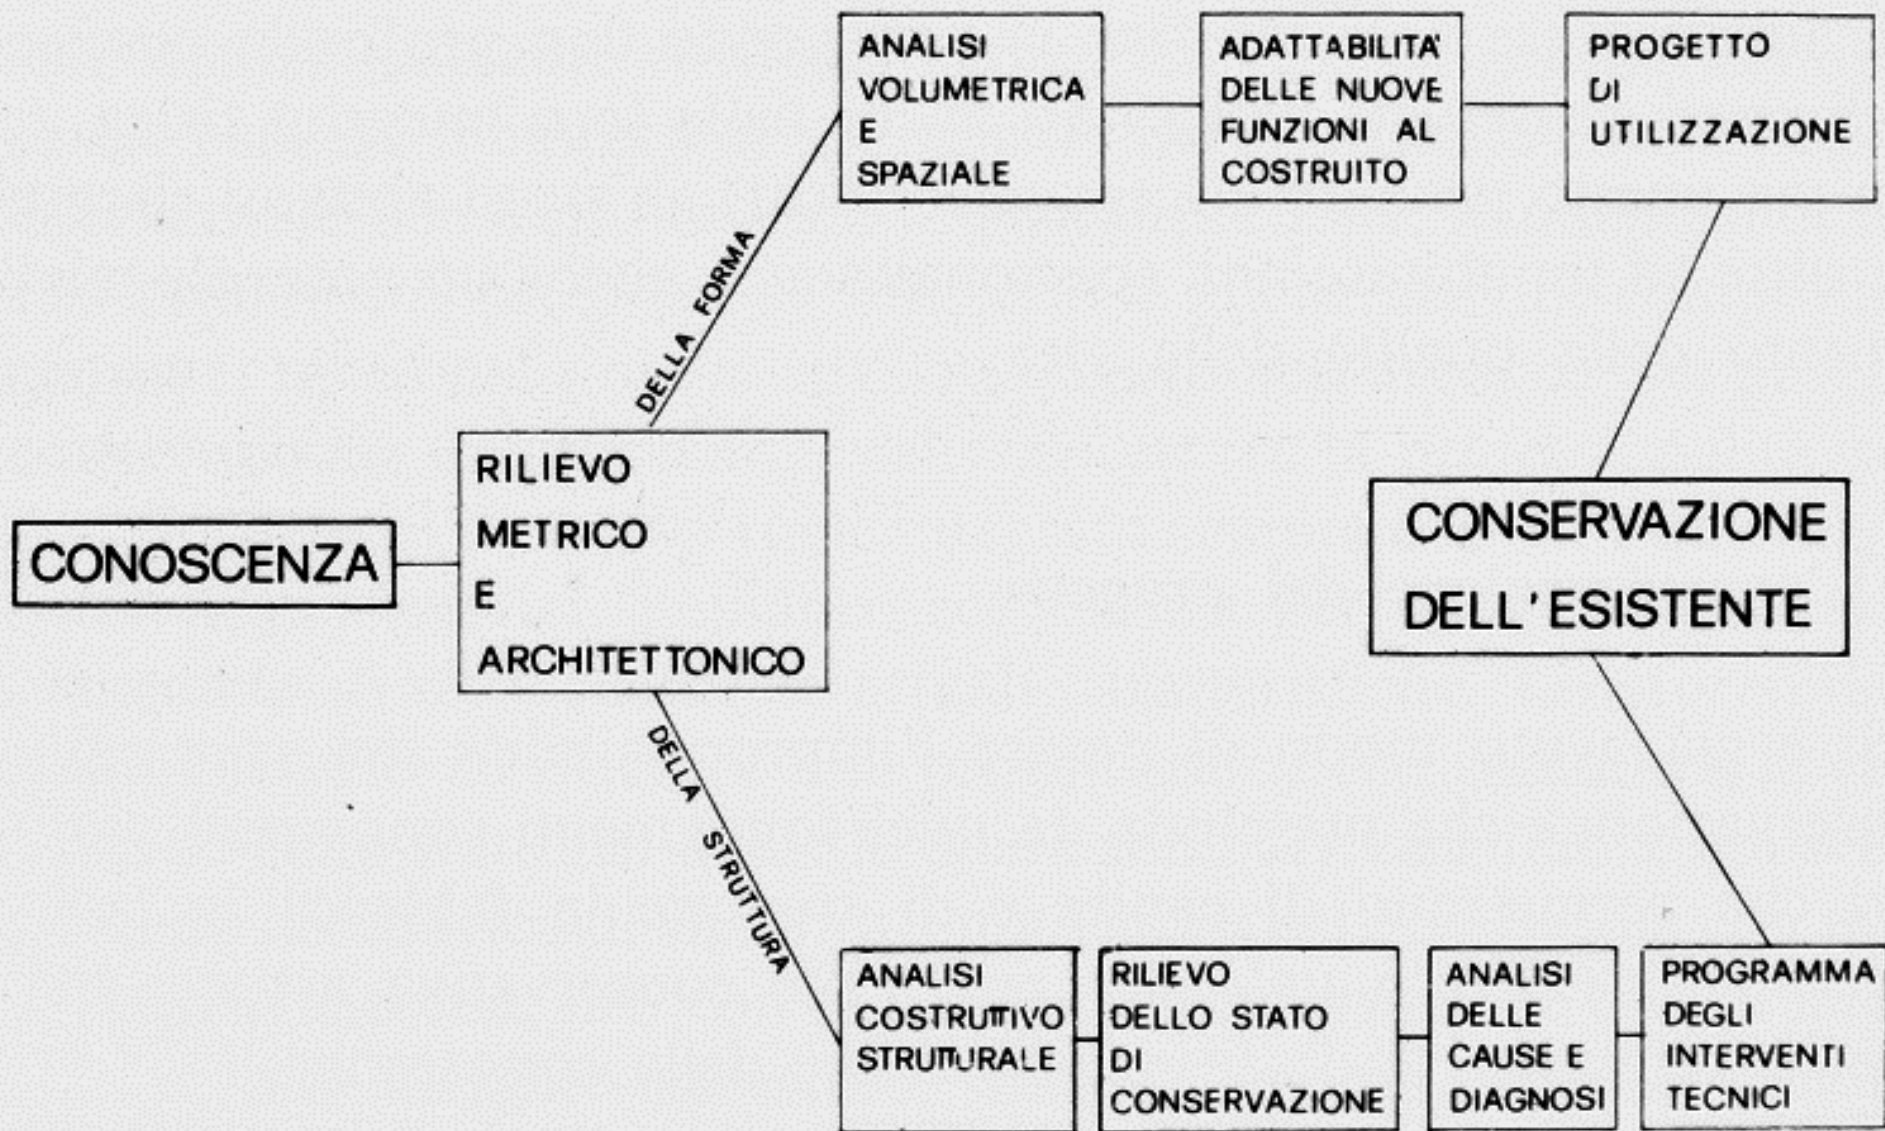 CONOSCENZA
RILIEVO
METRICO
E
ARCHITETTONICO
DELLA FORMA
ANALISI
VOLUMETRICA
E
SPAZIALE
ADATTABILITA'
DELLE NUOVE
FUNZIONI AL
COSTRUITO
PROGETTO
DI
UTILIZZAZIONE
DELLA STRUTTURA
ANALISI
COSTRUTTIVO
STRUTTURALE
RILIEVO
DELLO STATO
DI
CONSERVAZIONE
ANALISI
DELLE
CAUSE E
DIAGNOSI
PROGRAMMA
DEGLI
INTERVENTI
TECNICI
CONSERVAZIONE
DELL'ESISTENTE